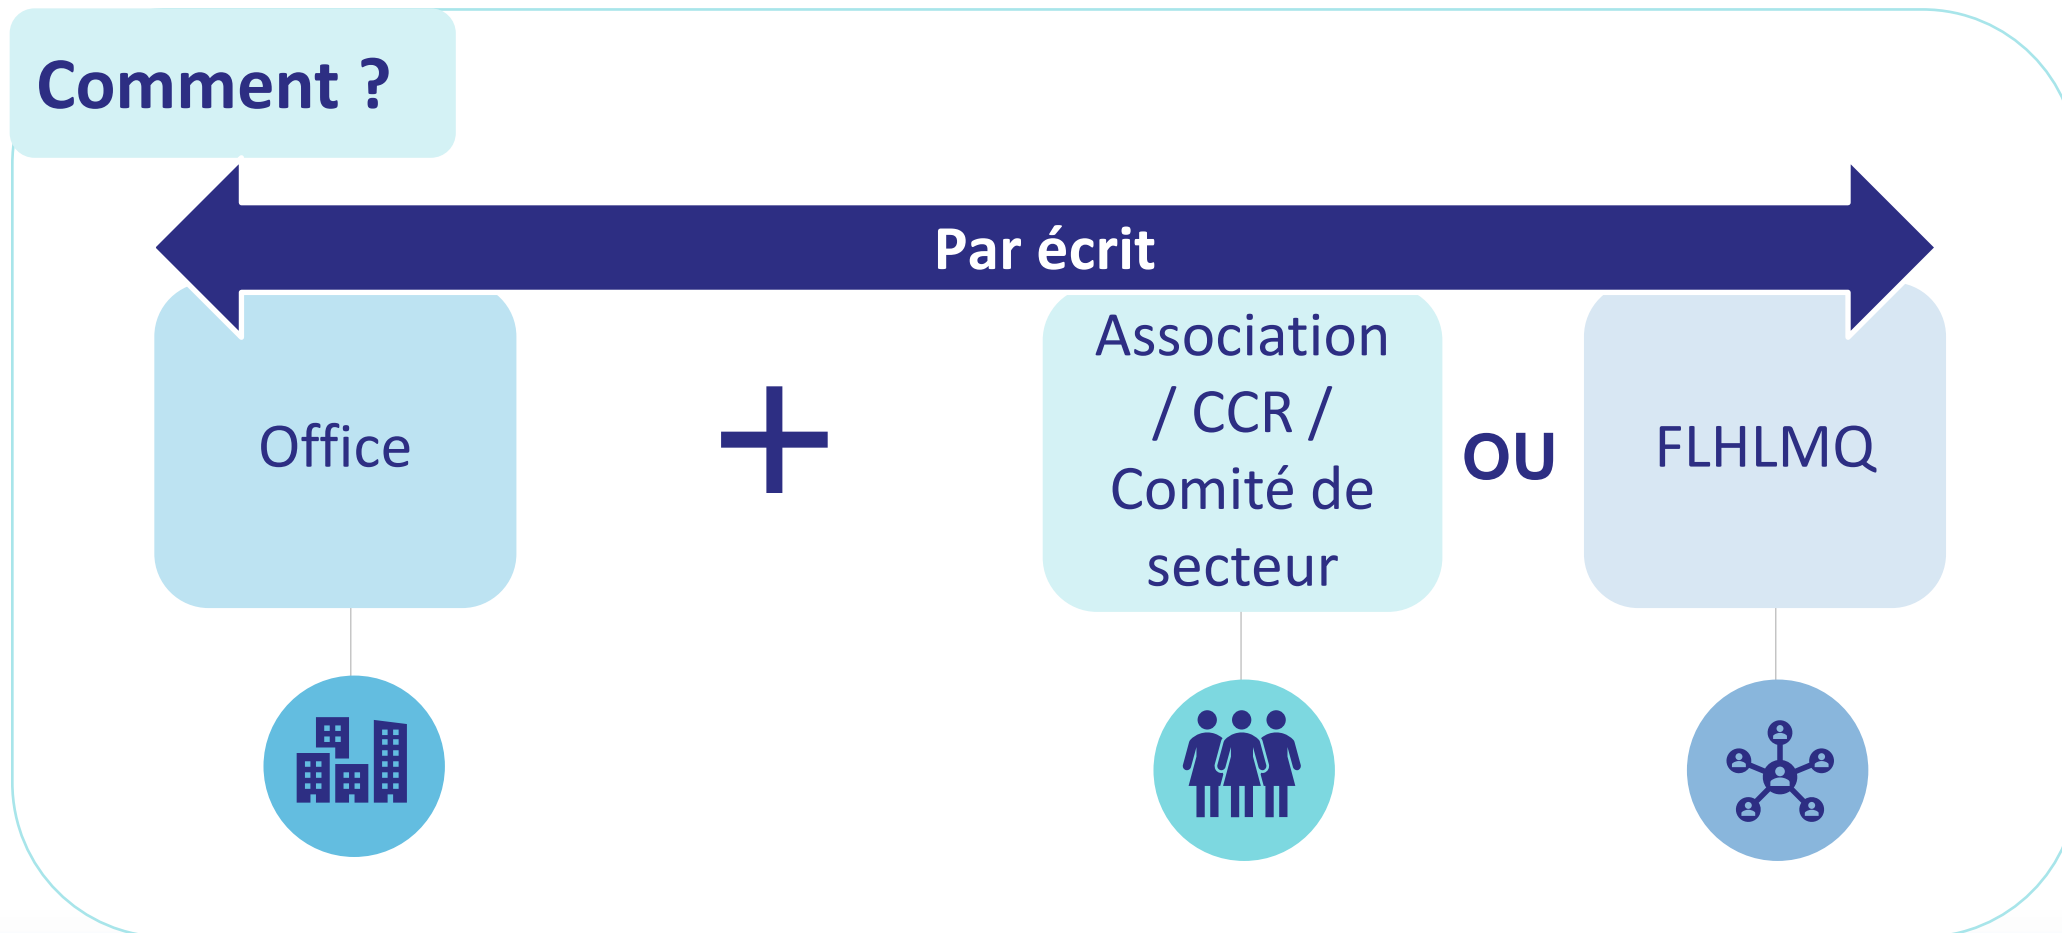 Comment ?
Par écrit
Office
+
Association
/ CCR /
Comité de
secteur
OU
FLHLMQ